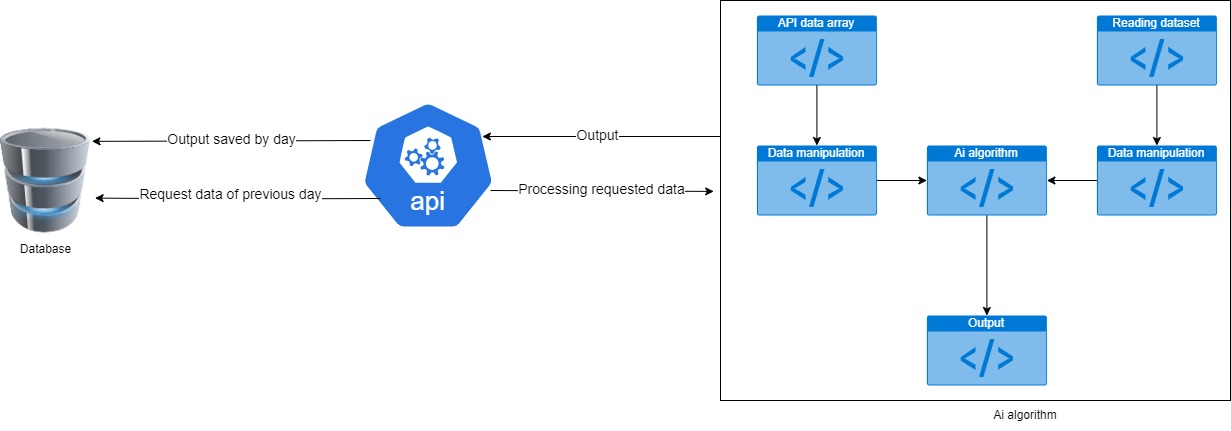 API data array
Reading dataset
Output saved by day
Output
Data manipulation
Ai algorithm
Data manipulation
Request data of previous day
api
Processing requested data
Database
Output
Ai algorithm